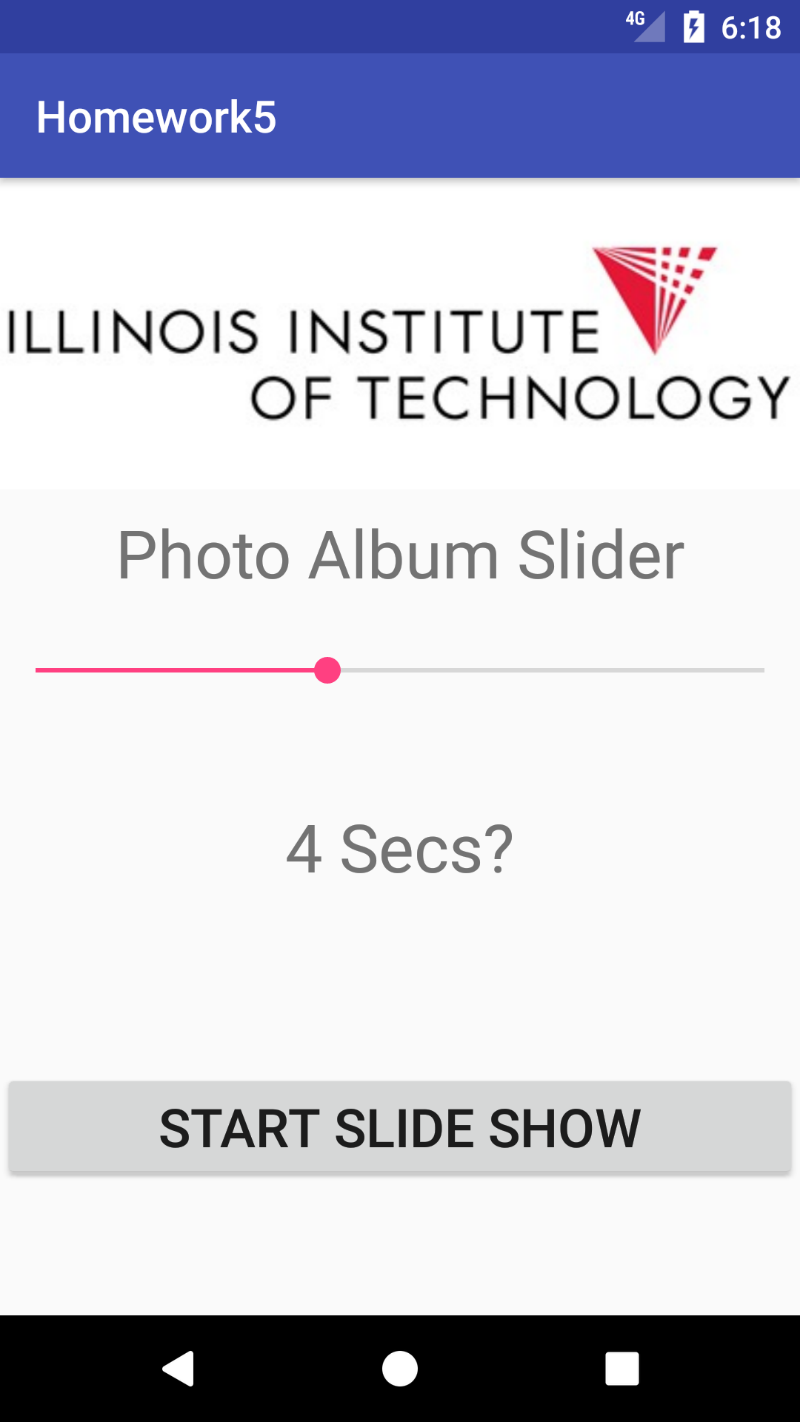 4G 6:18
Homework5
ILLINOIS INSTITUTE
OF TECHNOLOGY
Photo Album Slider
4 Secs?
START SLIDE SHOW